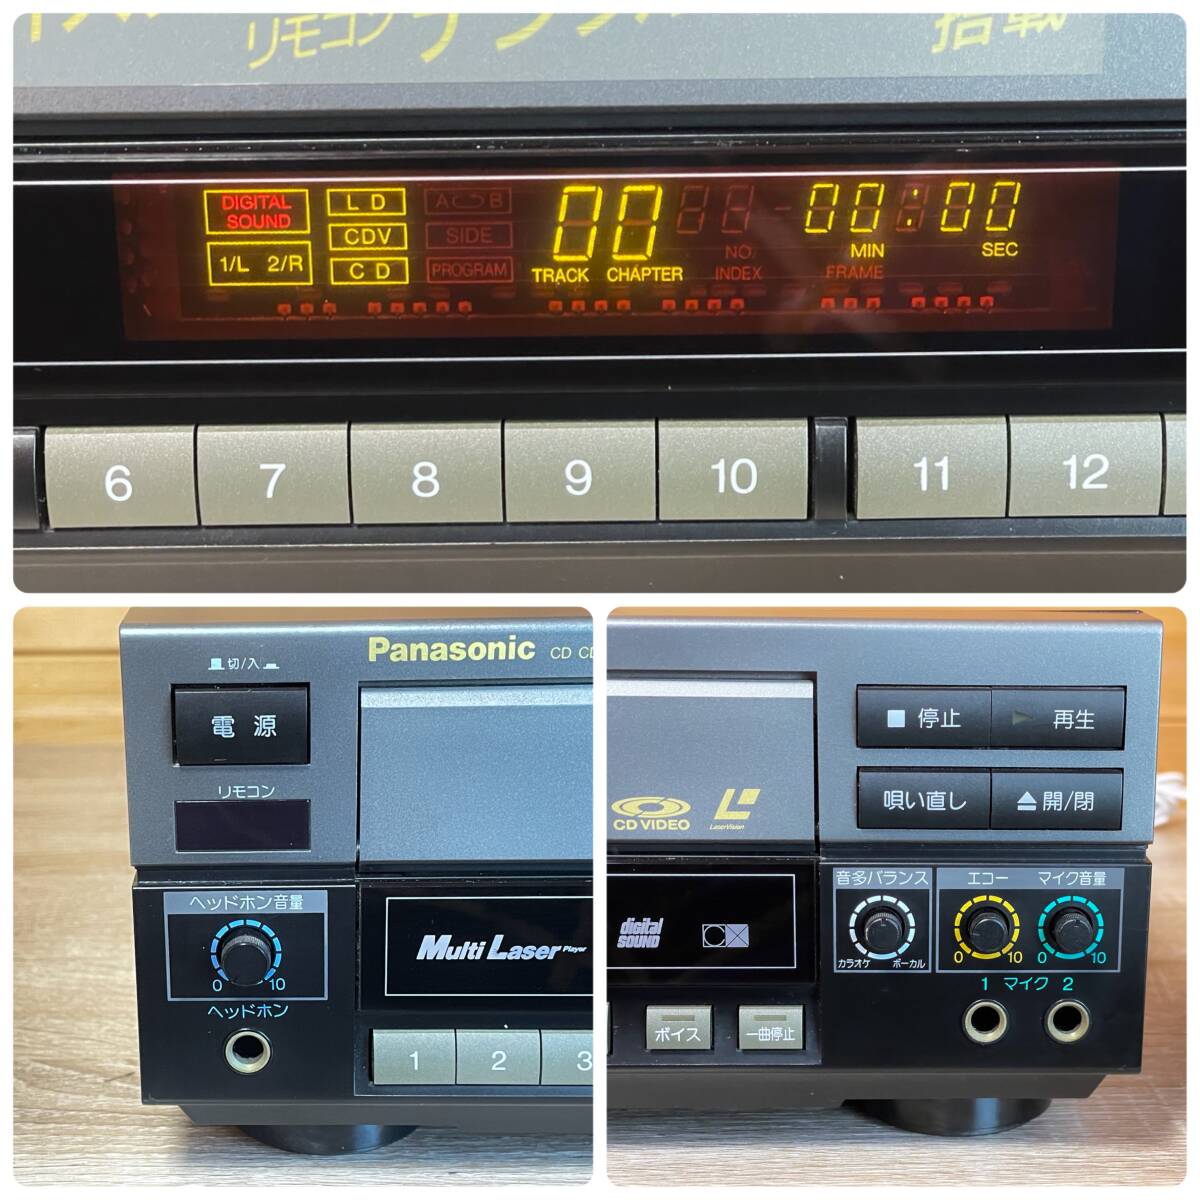 リモコン
搭載
DIGITAL SOUND
1/L 2/R
L D
CDV
C D
A B
SIDE
PROGRAM
00 00:00
TRACK CHAPTER
NO.
INDEX
MIN
FRAME
SEC
6 7 8 9 10 11 12
切/入
Panasonic CD
電源
リモコン
ヘッドホン音量
0 10
ヘッドホン
Multi Laser Player
1 2 3
CD VIDEO
LaserVision
■ 停止
▶ 再生
唄い直し
▲開/閉
digital SOUND
音多バランス
カラオケ ボーカル
エコー
0 10
マイク音量
0 10
1 マイク 2
ボイス
一曲停止